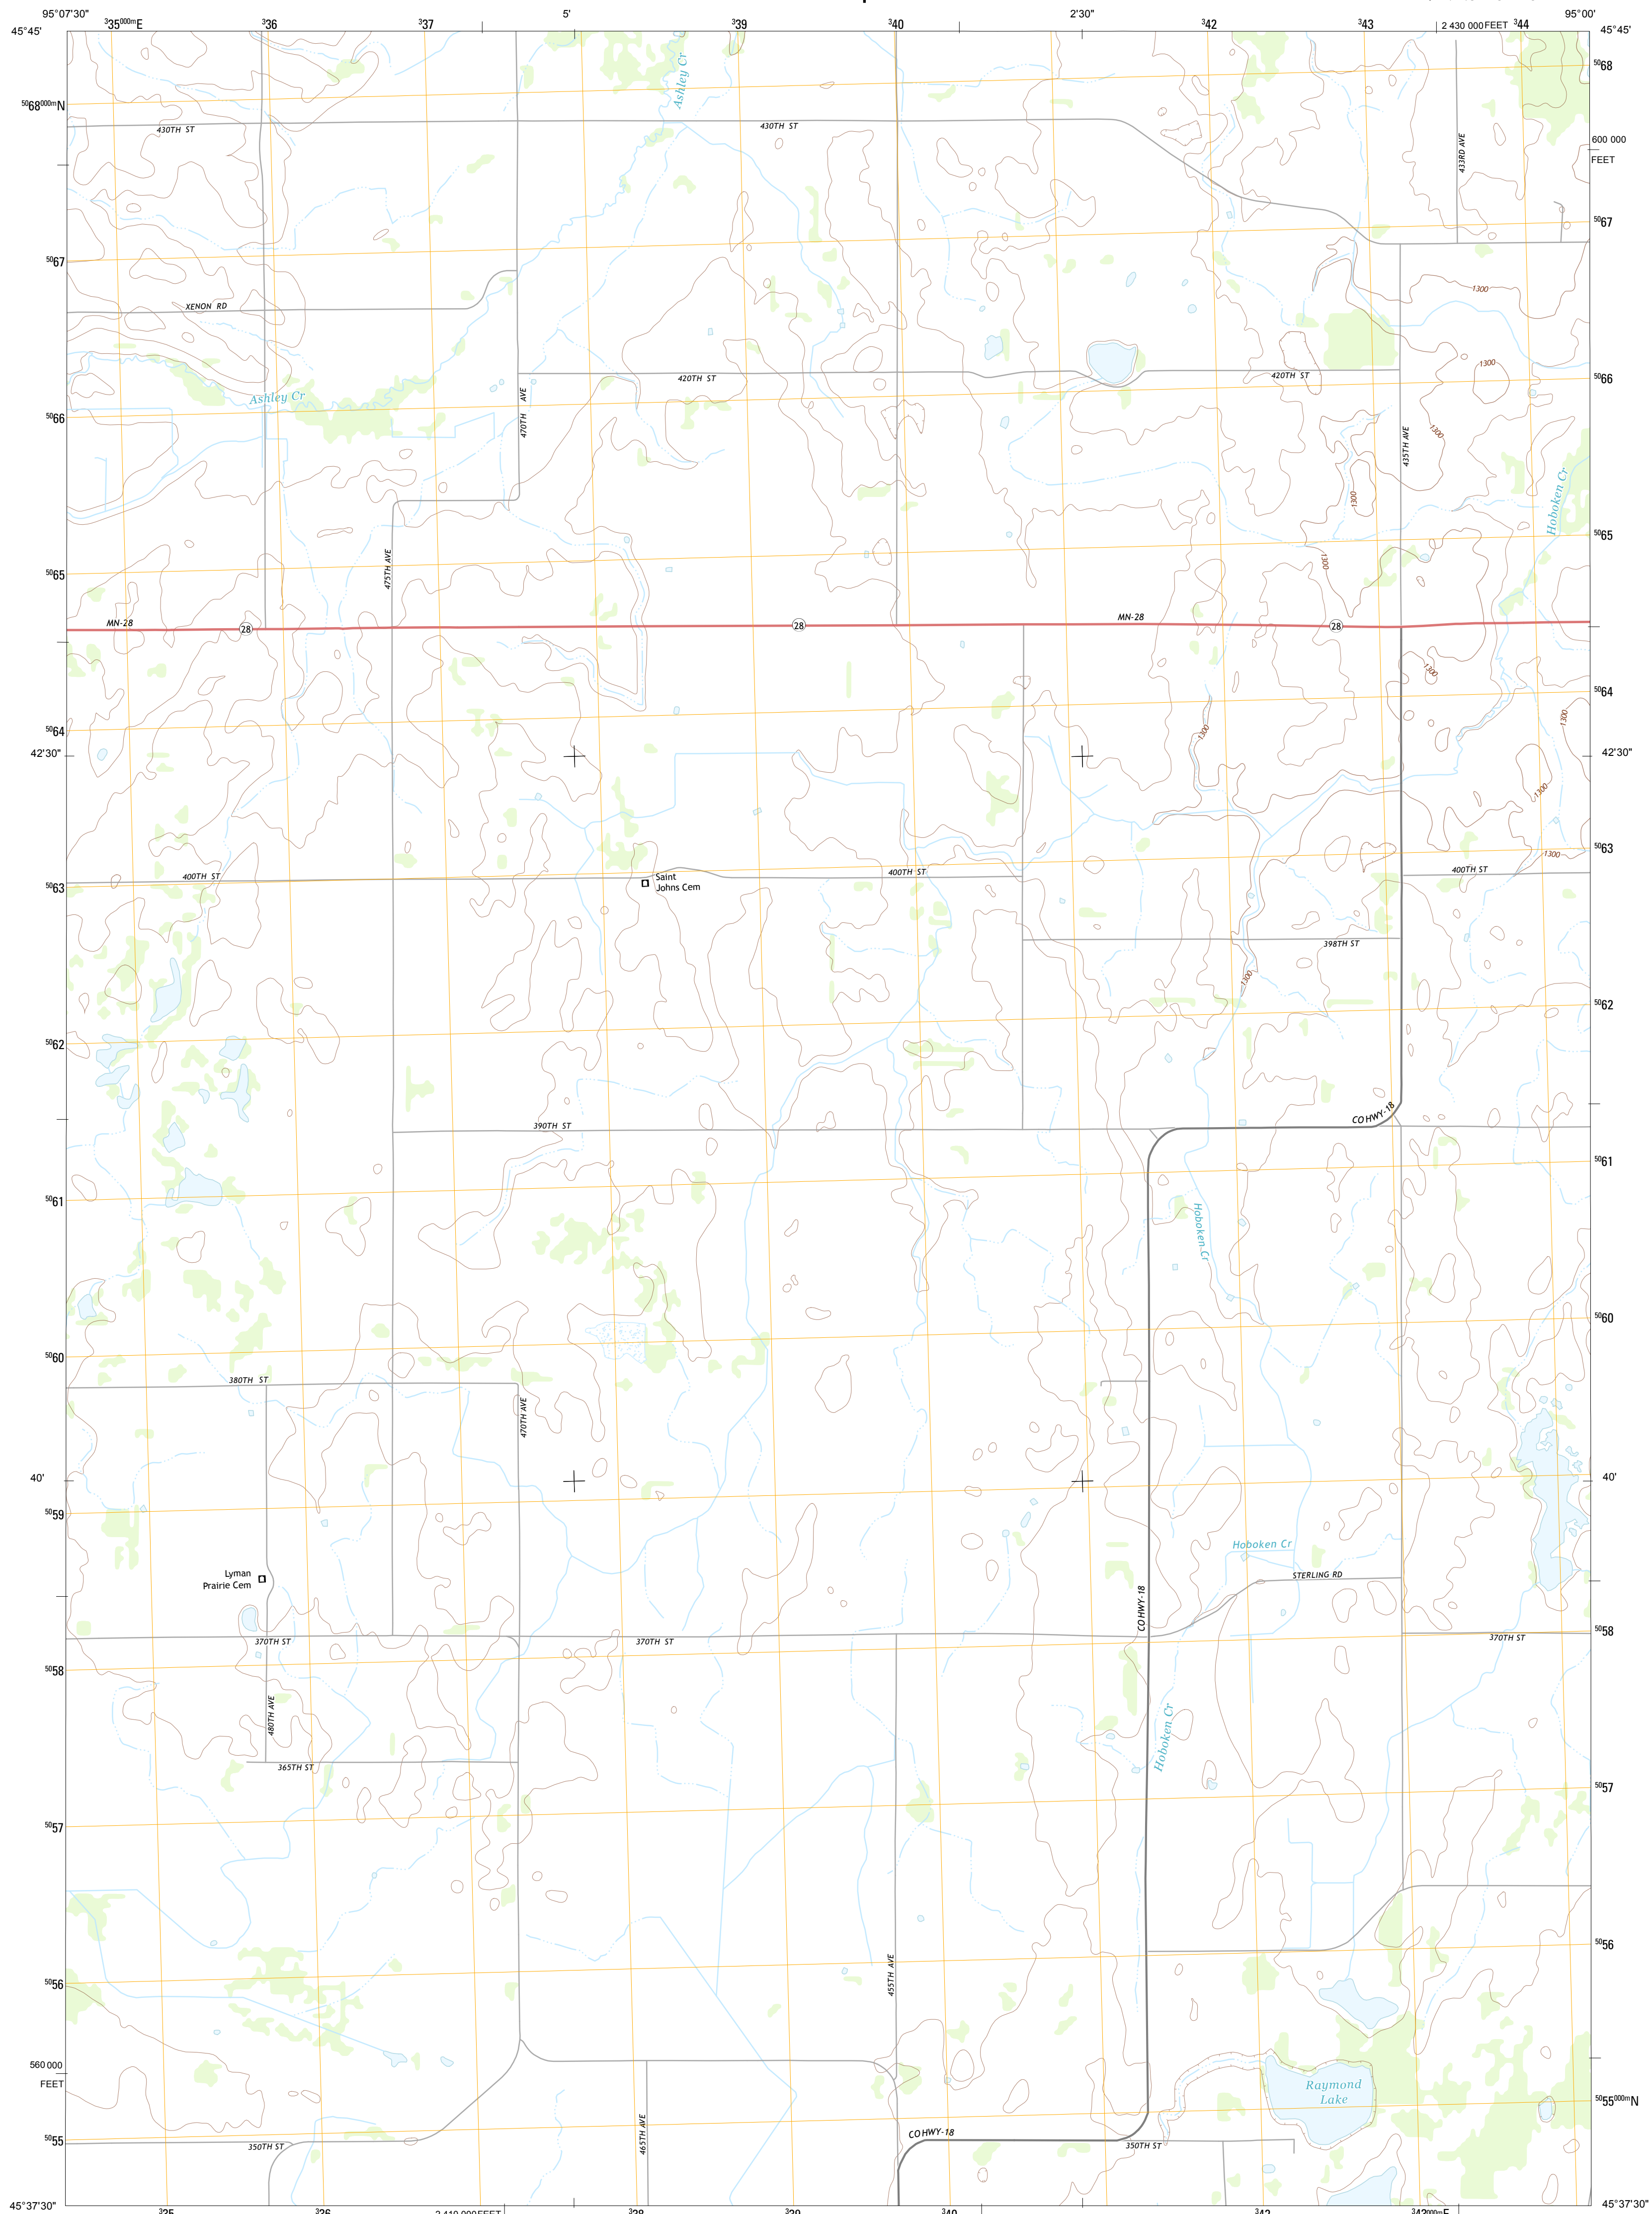 95°07'30"
335000mE
336
337
5'
339
340
2'30"
342
343
2 430 000 FEET
344
95°00'
45°45'
45°45'
5068
5068000mN
Ashley Cr
430TH ST
430TH ST
433RD AVE
600 000
FEET
5067
5067
XENON RD
1300
1300
5066
5066
420TH ST
420TH ST
Ashley Cr
470TH AVE
435TH AVE
1300
1300
Hoboken Cr
5065
5065
475TH AVE
1300
MN-28
28
28
MN-28
28
1300
5064
5064
1300
1300
42'30"
42'30"
1300
5063
5063
1300
400TH ST
400TH ST
400TH ST
Saint
Johns Cem
398TH ST
1300
5062
5062
390TH ST
CO HWY-18
5061
5061
Hoboken Cr
5060
5060
380TH ST
470TH AVE
40'
40'
5059
Hoboken Cr
STERLING RD
Lyman
Prairie Cem
CO HWY-18
370TH ST
370TH ST
370TH ST
5058
5058
480TH AVE
Hoboken Cr
365TH ST
5057
5057
455TH AVE
5056
5056
560 000
FEET
Raymond
Lake
5055000mN
5055
465TH AVE
350TH ST
CO HWY-18
350TH ST
45°37'30"
45°37'30"